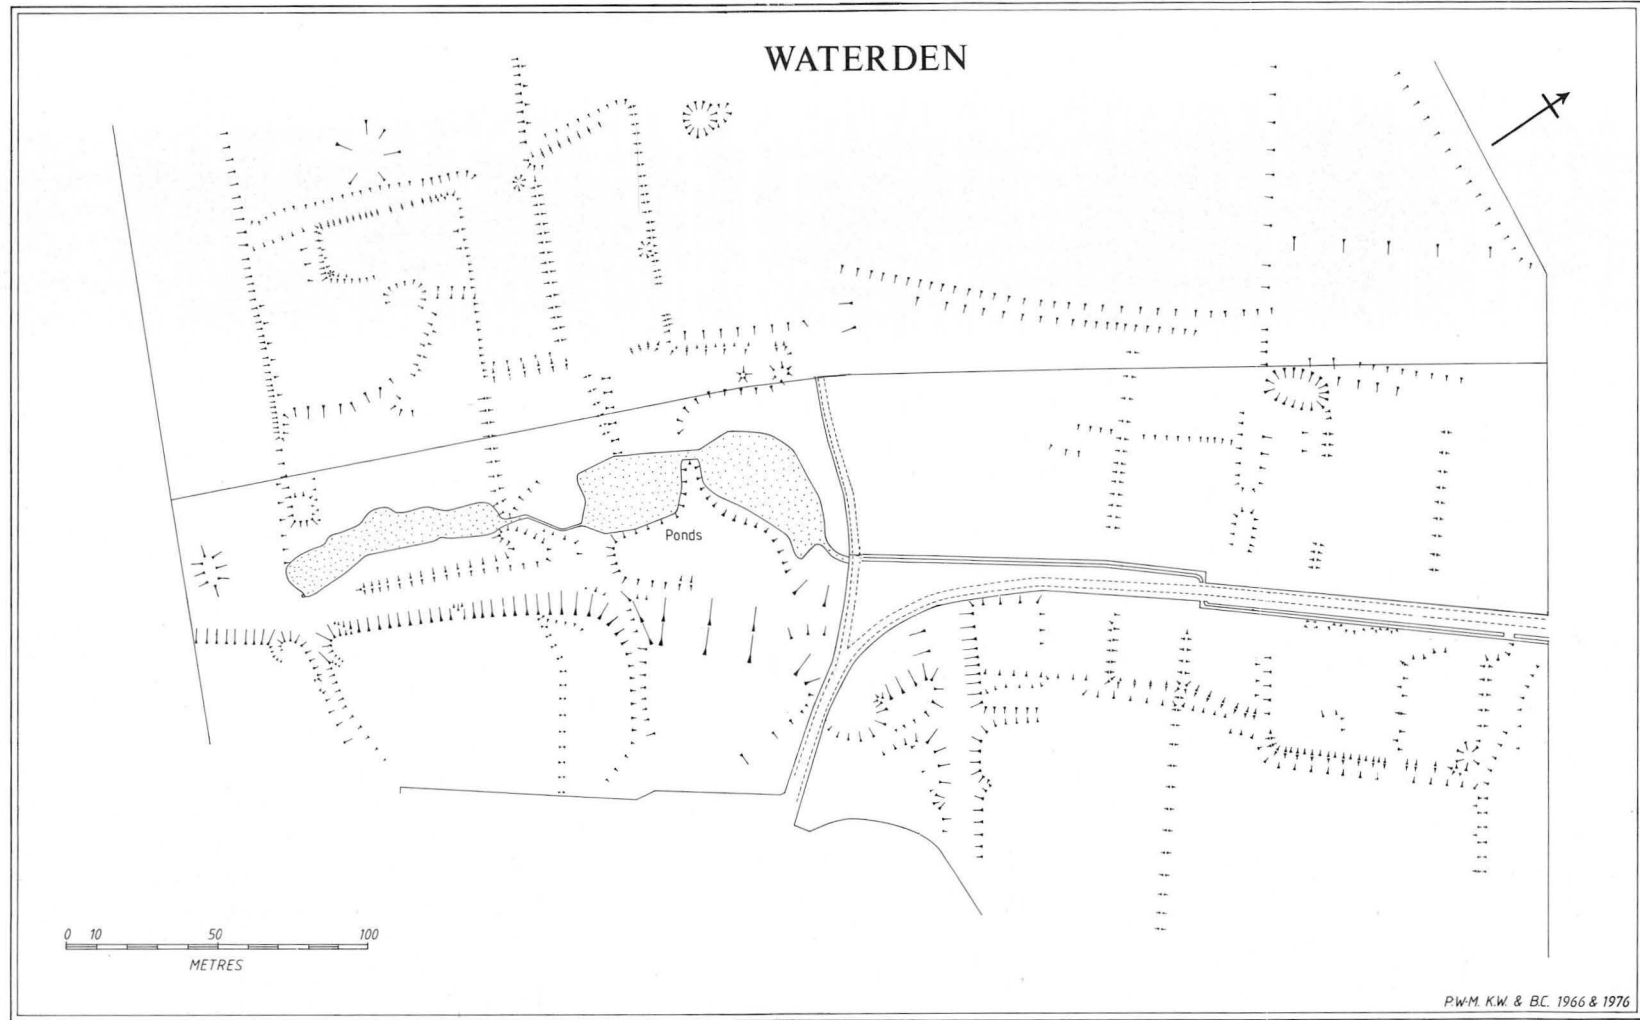 WATERDEN
Ponds
0 10 50 100
METRES
P.W-M. K.W. & B.C. 1966 & 1976